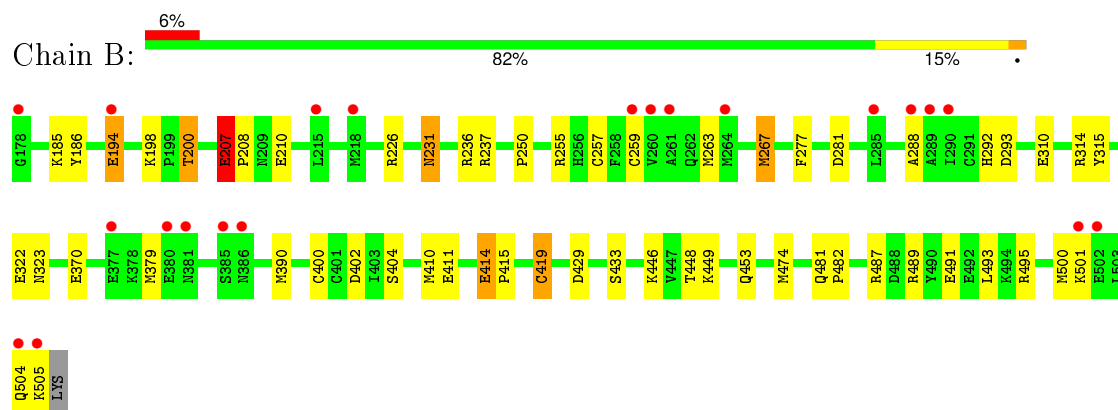 6%
Chain B:
82% 15% •
G178 K185 Y186 E194 K198 P199 T200 E207 P208 N209 E210 L215 M218 R226 N231 R236 R237 P250 R255 H256 C257 F258 C259 V260 A261 Q262 M263 M264 M267 F277 D281 L285 A288 A289 I290 C291 H292 D293 E310 R314 Y315
E322 N323 E370 E377 K378 M379 E380 N381 S385 N386 M390 C400 C401 D402 I403 S404 M410 E411 E414 P415 C419 D429 S433 K446 V447 T448 K449 Q453 M474 Q481 P482 R487 D488 R489 Y490 E491 E492 L493 K494 R495 M500 K501 E502 L503
Q504 K505 LYS